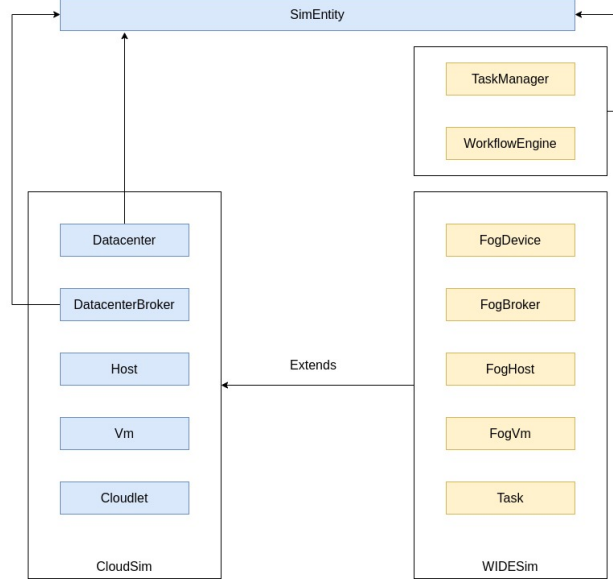 SimEntity
TaskManager
WorkflowEngine
Datacenter
DatacenterBroker
Host
Vm
Cloudlet
CloudSim
Extends
FogDevice
FogBroker
FogHost
FogVm
Task
WIDESim